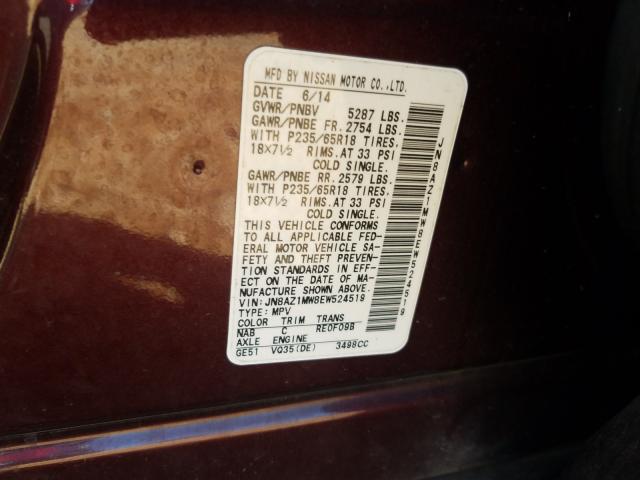 MFD BY NISSAN MOTOR CO.,LTD.
DATE 6/14
GVWR/PNBV 5287 LBS.
GAWR/PNBE FR. 2754 LBS.
WITH P235/65R18 TIRES,
18×7½ RIMS. AT 33 PSI
COLD SINGLE.
GAWR/PNBE RR. 2579 LBS.
WITH P235/65R18 TIRES,
18×7½ RIMS. AT 33 PSI
COLD SINGLE.
THIS VEHICLE CONFORMS
TO ALL APPLICABLE FED-
ERAL MOTOR VEHICLE SA-
FETY AND THEFT PREVEN-
TION STANDARDS IN EFF-
ECT ON THE DATE OF MA-
NUFACTURE SHOWN ABOVE.
VIN: JN8AZ1MW8EW524519
TYPE: MPV
COLOR TRIM TRANS
NAB C RE0F09B
AXLE ENGINE
GE51 VQ35(DE) 3498CC
JN8AZ1MW8EW524519